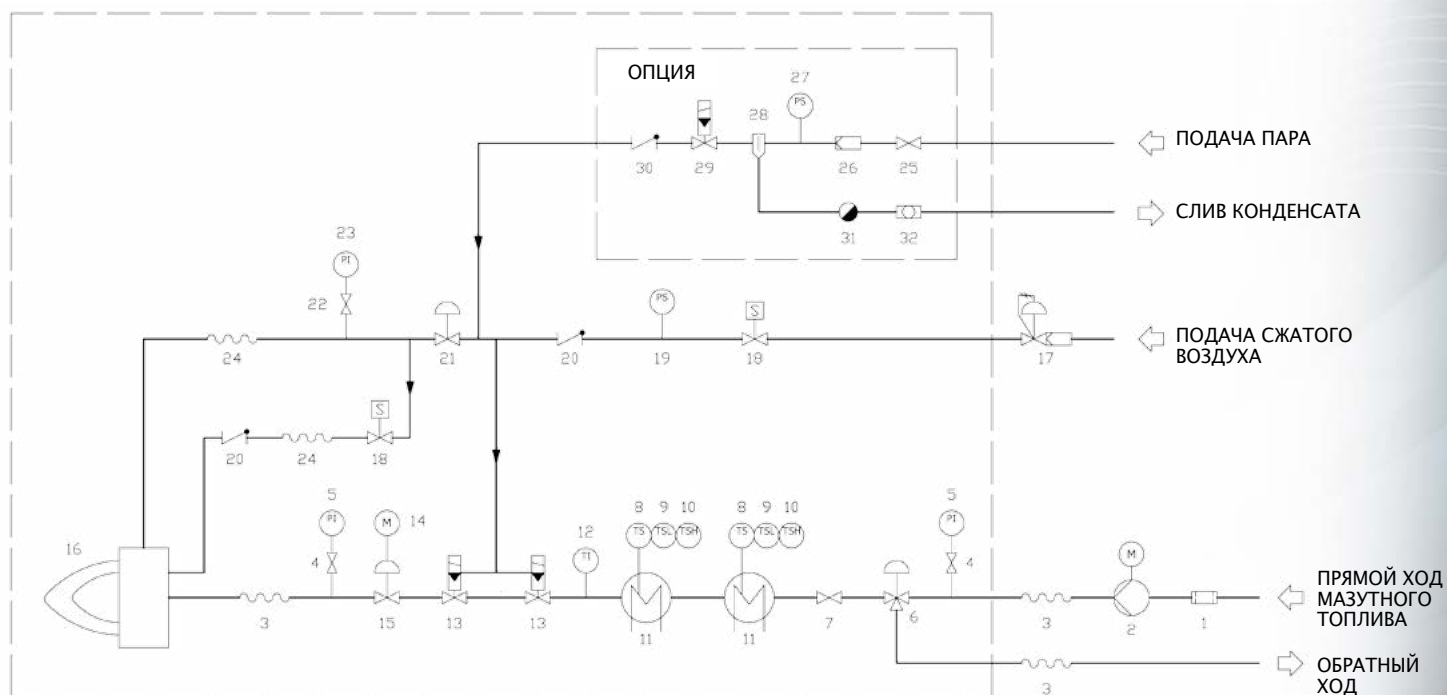 ОПЦИЯ
27
PS
28
30
29
26
25
ПОДАЧА ПАРА
31
32
СЛИВ КОНДЕНСАТА
23
PI
22
24
21
20
PS
19
S
18
17
ПОДАЧА СЖАТОГО
ВОЗДУХА
S
20
24
18
5
PI
4
M
14
12
TI
8 9 10
TS TSL TSH
8 9 10
TS TSL TSH
5
PI
4
M
16
3
15
13
13
11
11
7
6
3
2
1
ПРЯМОЙ ХОД
МАЗУТНОГО
ТОПЛИВА
3
ОБРАТНЫЙ
ХОД